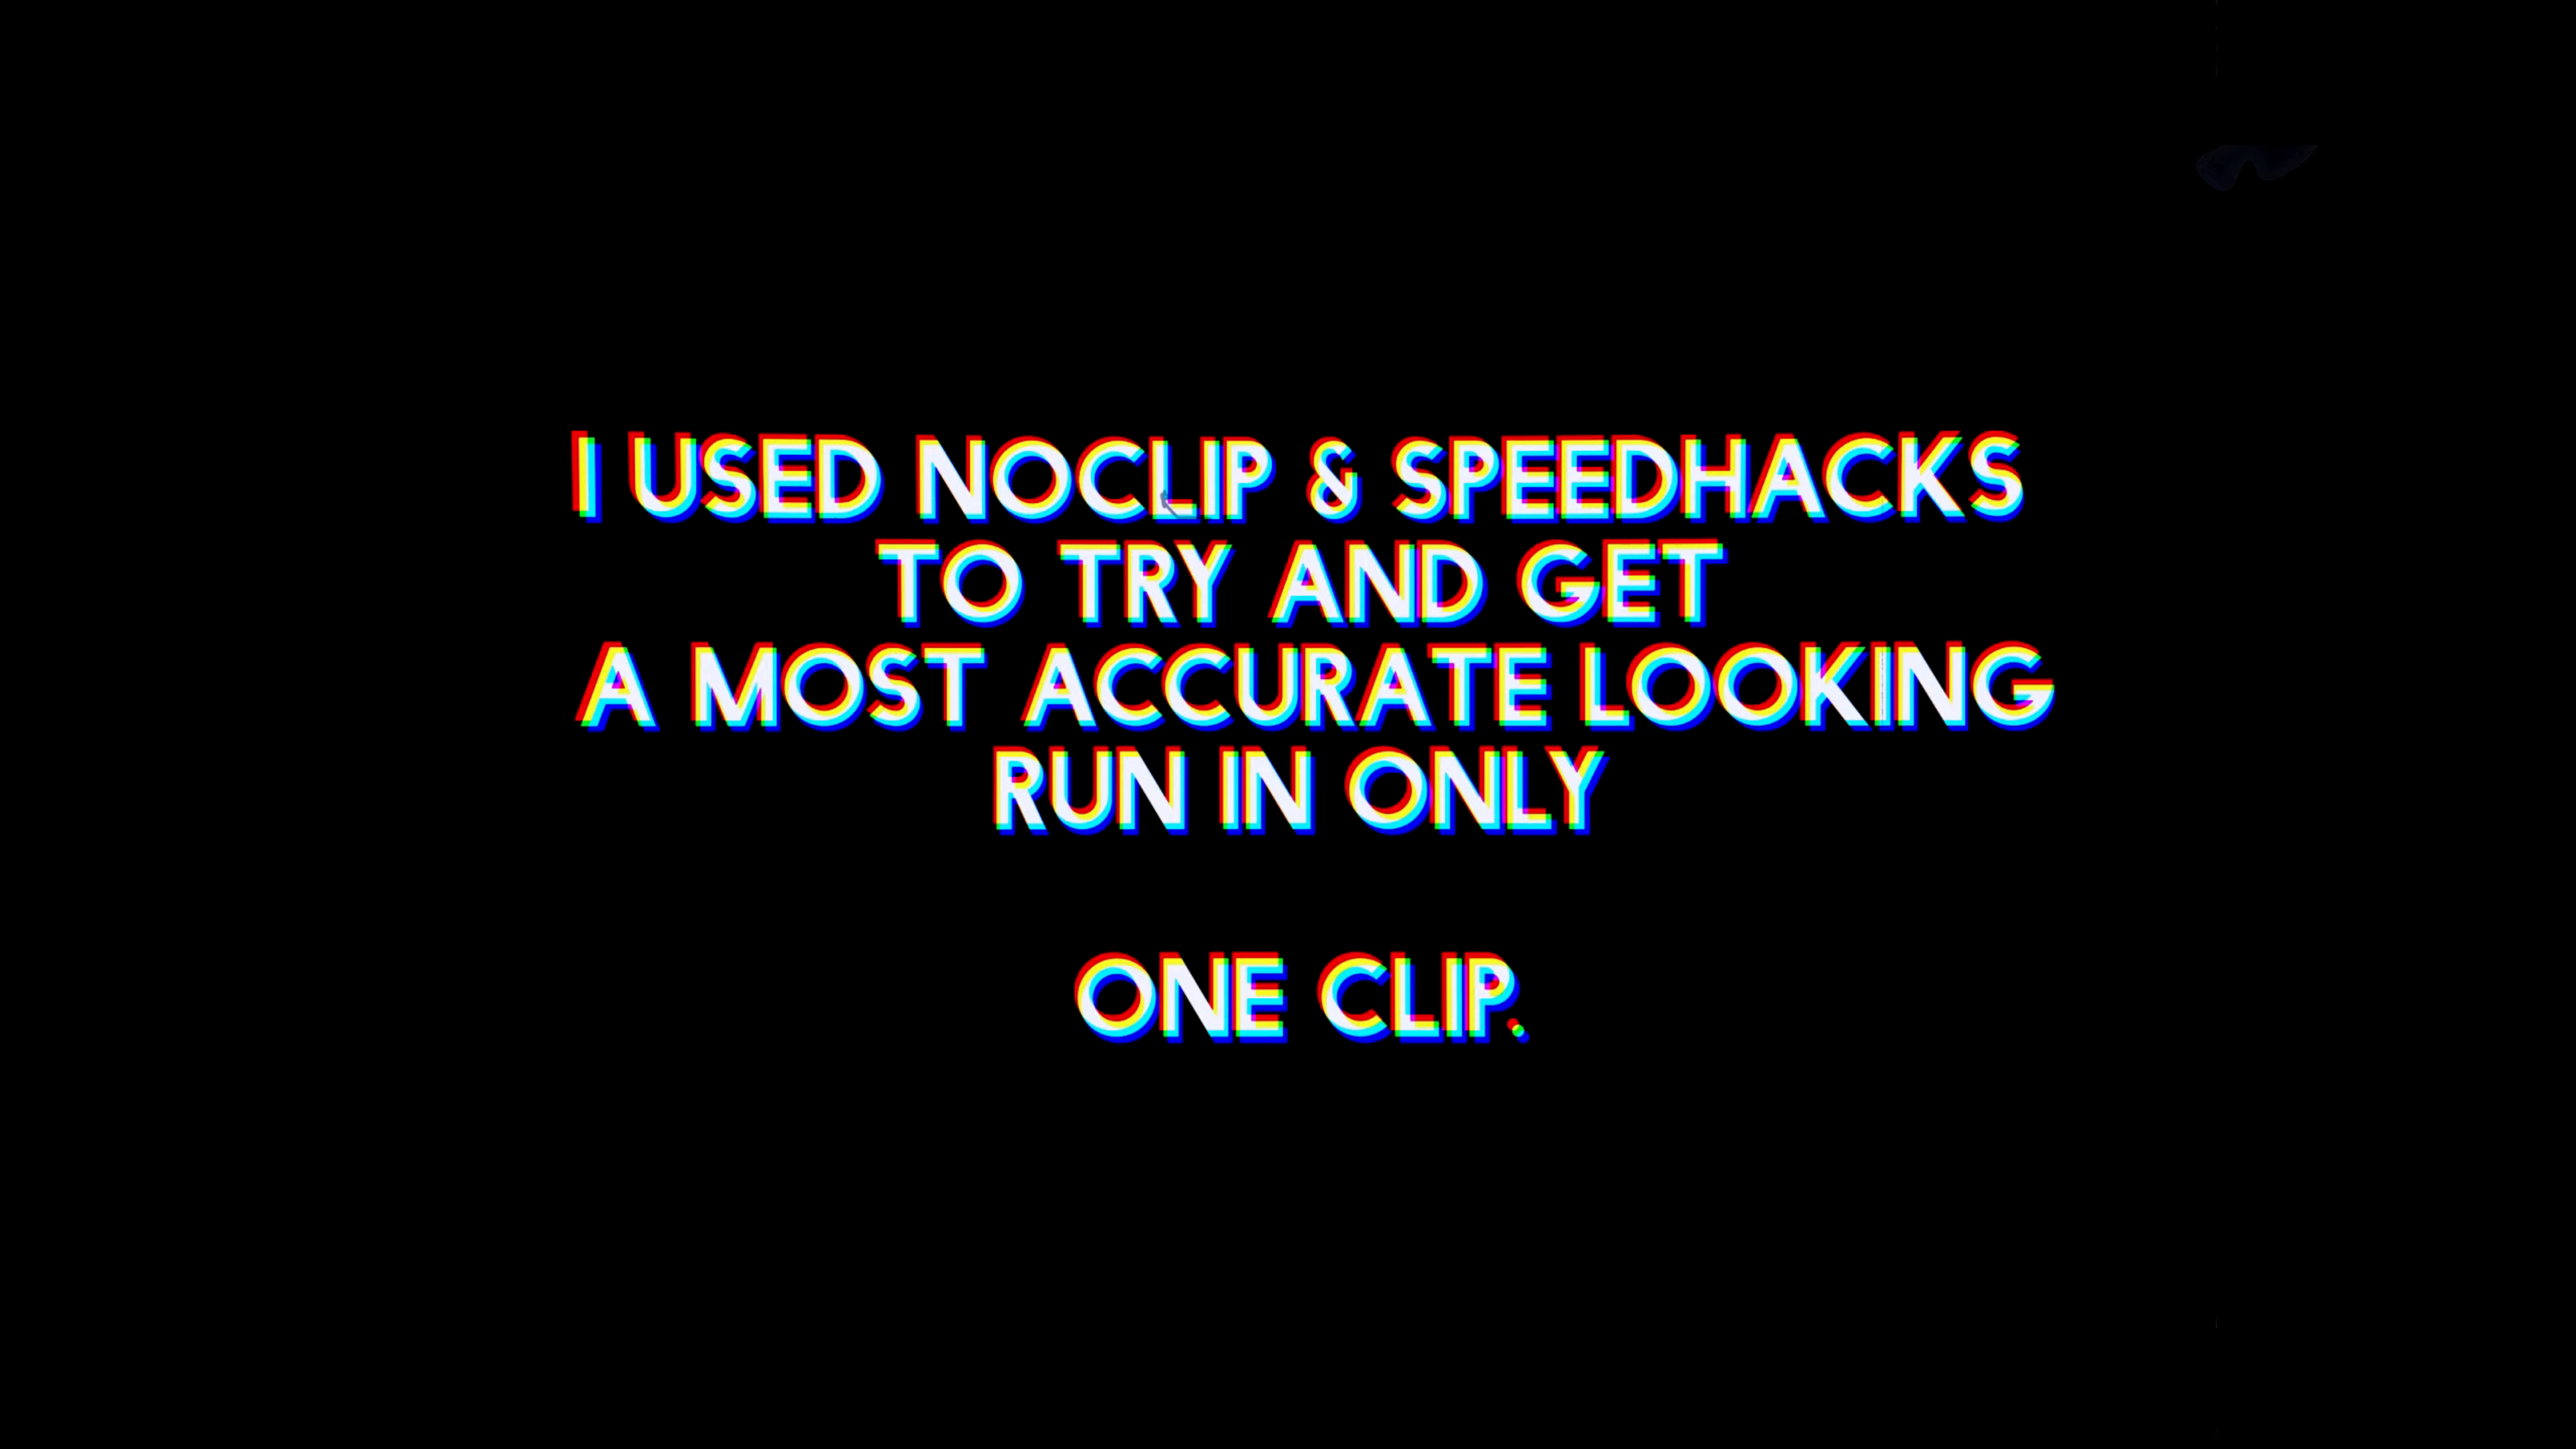 I USED NOCLIP & SPEEDHACKS
TO TRY AND GET
A MOST ACCURATE LOOKING
RUN IN ONLY
ONE CLIP.